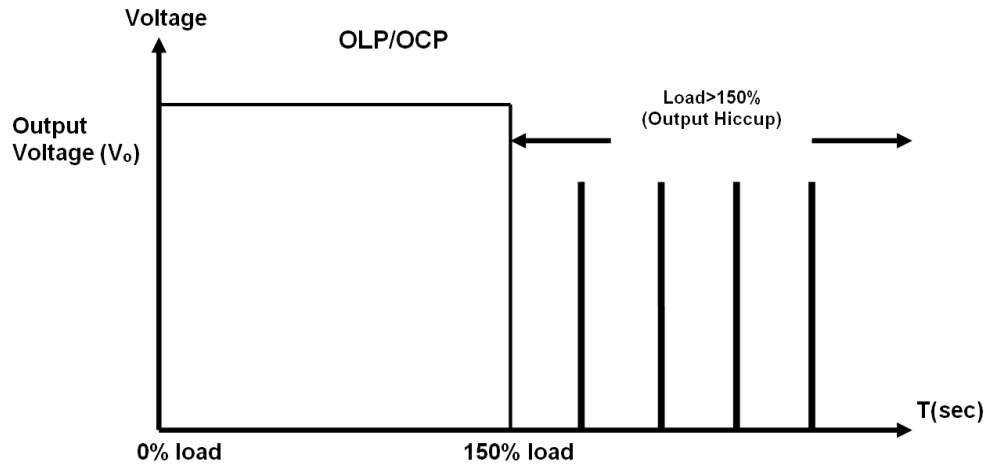 Voltage
OLP/OCP
Load>150%
(Output Hiccup)
Output
Voltage (Vₒ)
T(sec)
0% load
150% load